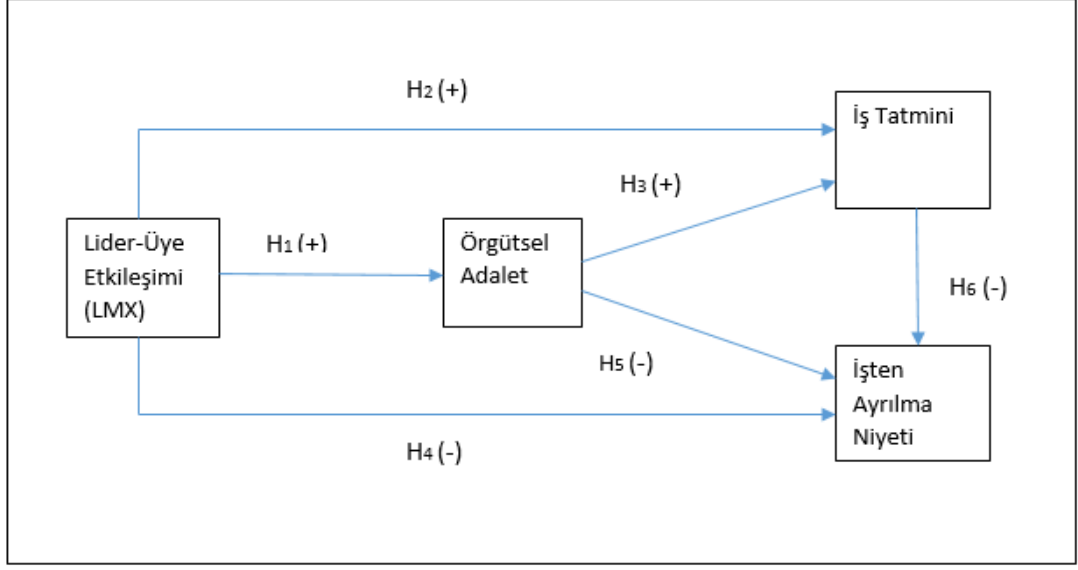 H2 (+)
İş Tatmini
H3 (+)
Lider-Üye
Etkileşimi
(LMX)
H1 (+)
Örgütsel
Adalet
H6 (-)
H5 (-)
İşten
Ayrılma
Niyeti
H4 (-)